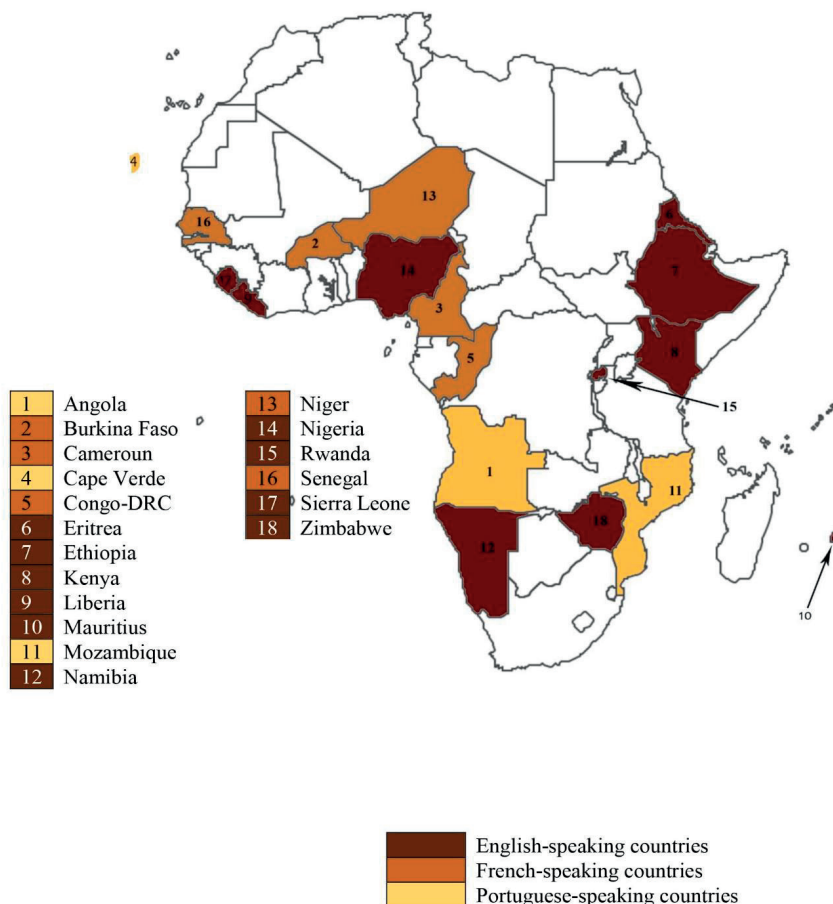 4
13
16
2
14
6
7
3
8
5
15
1
11
18
12
10
1 Angola
2 Burkina Faso
3 Cameroun
4 Cape Verde
5 Congo-DRC
6 Eritrea
7 Ethiopia
8 Kenya
9 Liberia
10 Mauritius
11 Mozambique
12 Namibia
13 Niger
14 Nigeria
15 Rwanda
16 Senegal
17 Sierra Leone
18 Zimbabwe
English-speaking countries
French-speaking countries
Portuguese-speaking countries